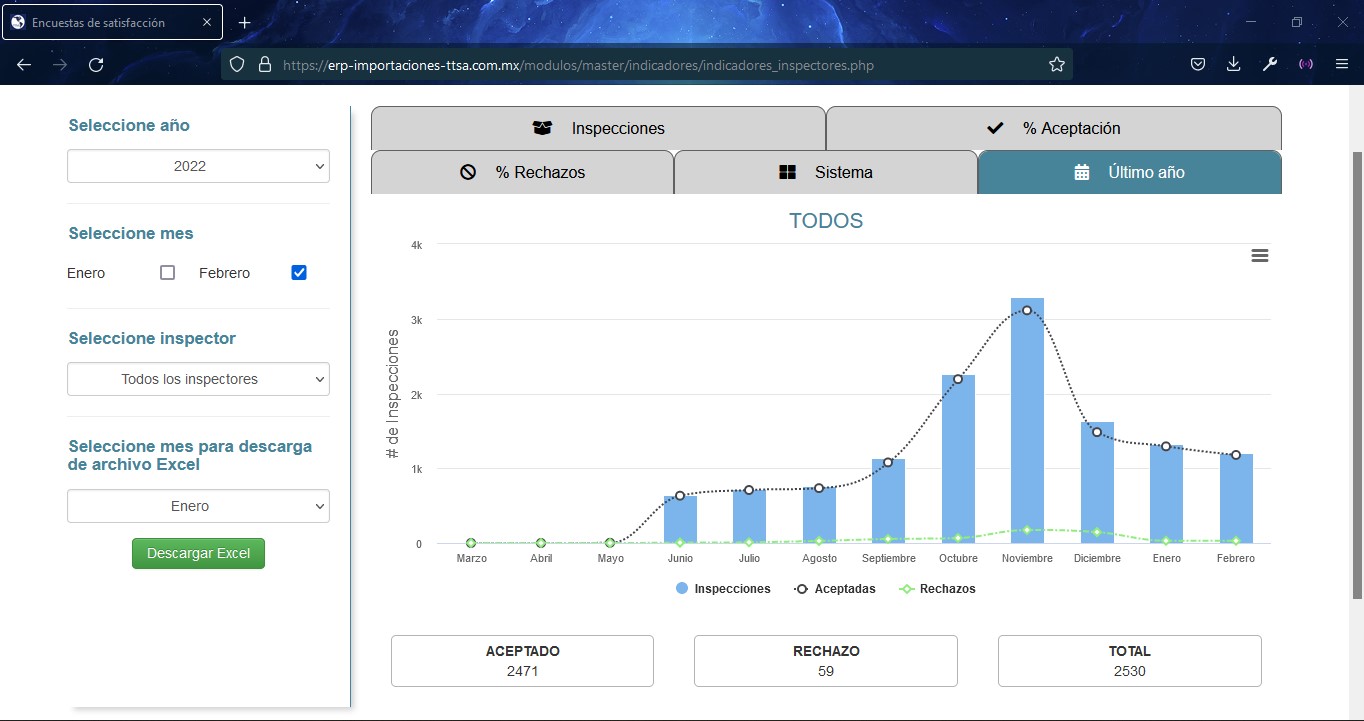 Encuestas de satisfacción
https://erp-importaciones-ttsa.com.mx/modulos/master/indicadores/indicadores_inspectores.php
Seleccione año
2022
Seleccione mes
Enero
Febrero
Seleccione inspector
Todos los inspectores
Seleccione mes para descarga
de archivo Excel
Enero
Descargar Excel
Inspecciones
% Aceptación
% Rechazos
Sistema
Último año
TODOS
# de Inspecciones
4k
3k
2k
1k
0
Marzo
Abril
Mayo
Junio
Julio
Agosto
Septiembre
Octubre
Noviembre
Diciembre
Enero
Febrero
Inspecciones
Aceptadas
Rechazos
ACEPTADO
2471
RECHAZO
59
TOTAL
2530